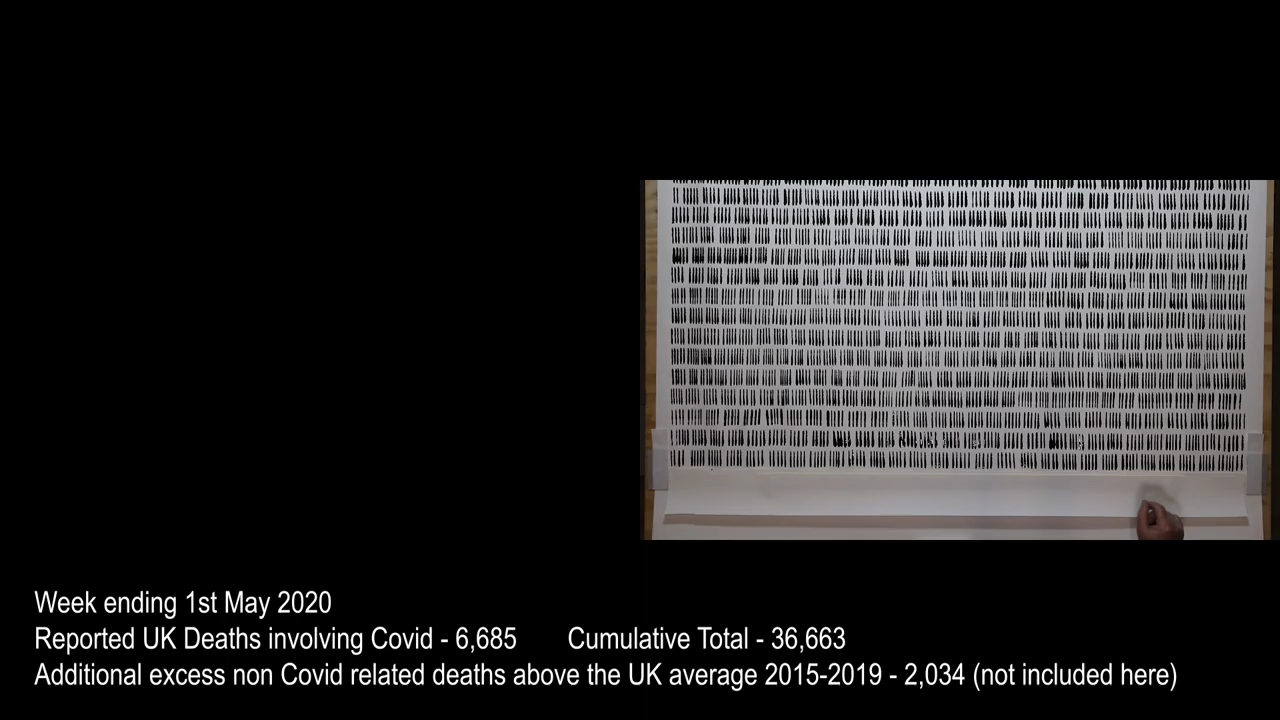 Week ending 1st May 2020
Reported UK Deaths involving Covid - 6,685 Cumulative Total - 36,663
Additional excess non Covid related deaths above the UK average 2015-2019 - 2,034 (not included here)